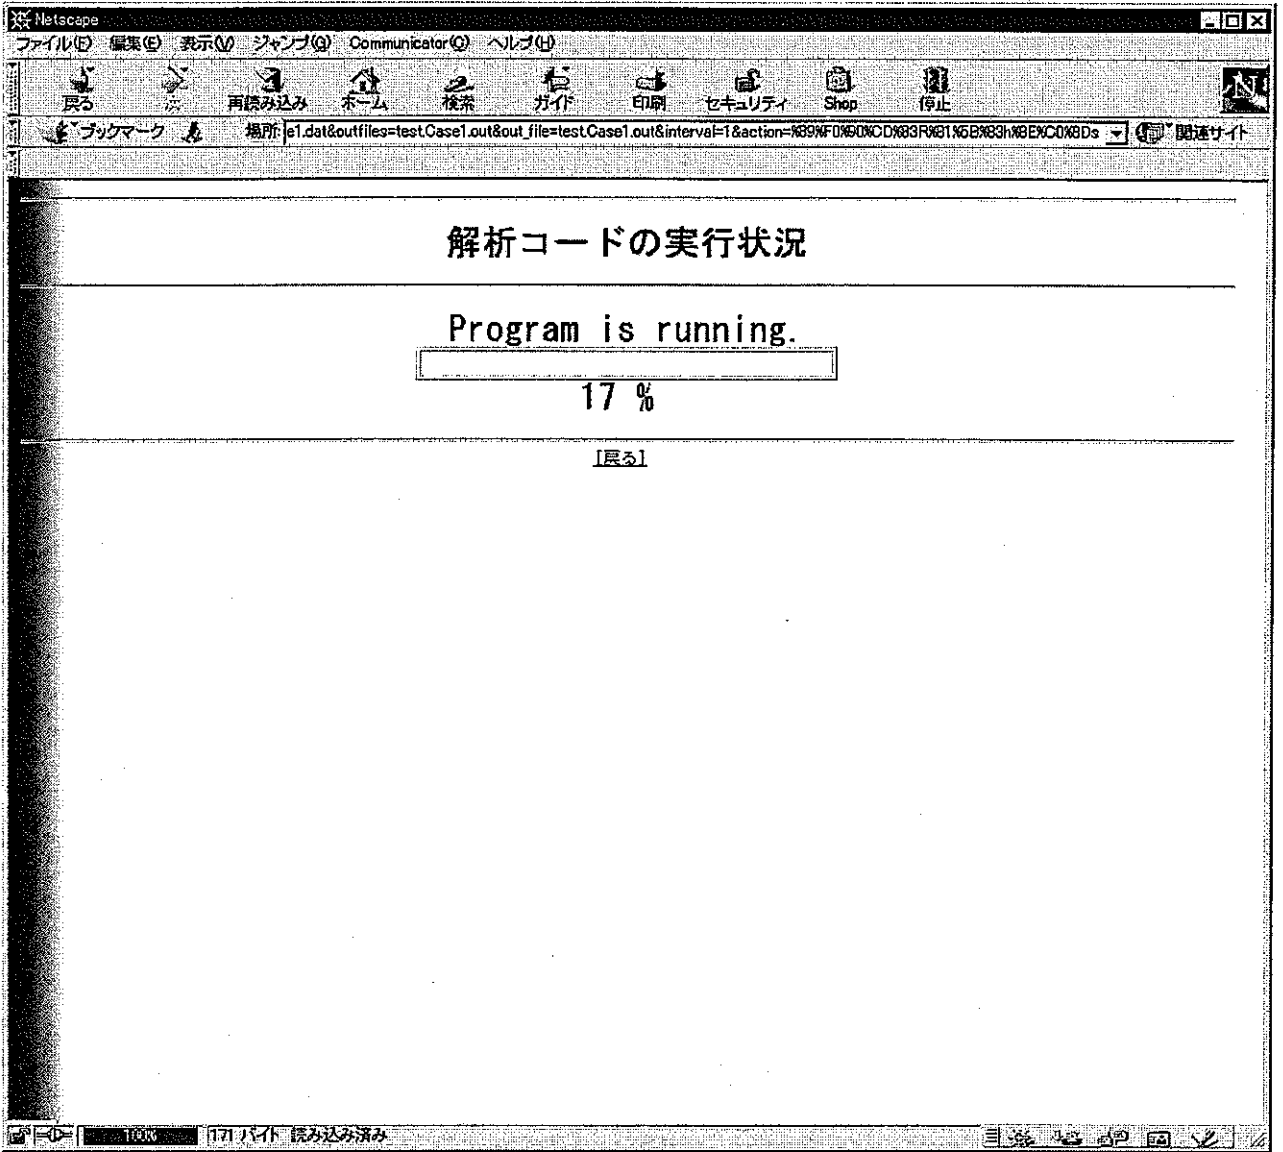 Netscape
ファイル(F) 編集(E) 表示(V) ジャンプ(G) Communicator(C) ヘルプ(H)
戻る 次 再読み込み ホーム 検索 ガイド 印刷 セキュリティ Shop 停止
ブックマーク 場所: e1.dat&outfiles=test.Case1.out&out_file=test.Case1.out&interval=1&action=%89%F0%90%CD%83R%81%5B%83h%8E%C0%8Ds 関連サイト
解析コードの実行状況
Program is running.
17 %
[戻る]
100% 171 バイト 読み込み済み